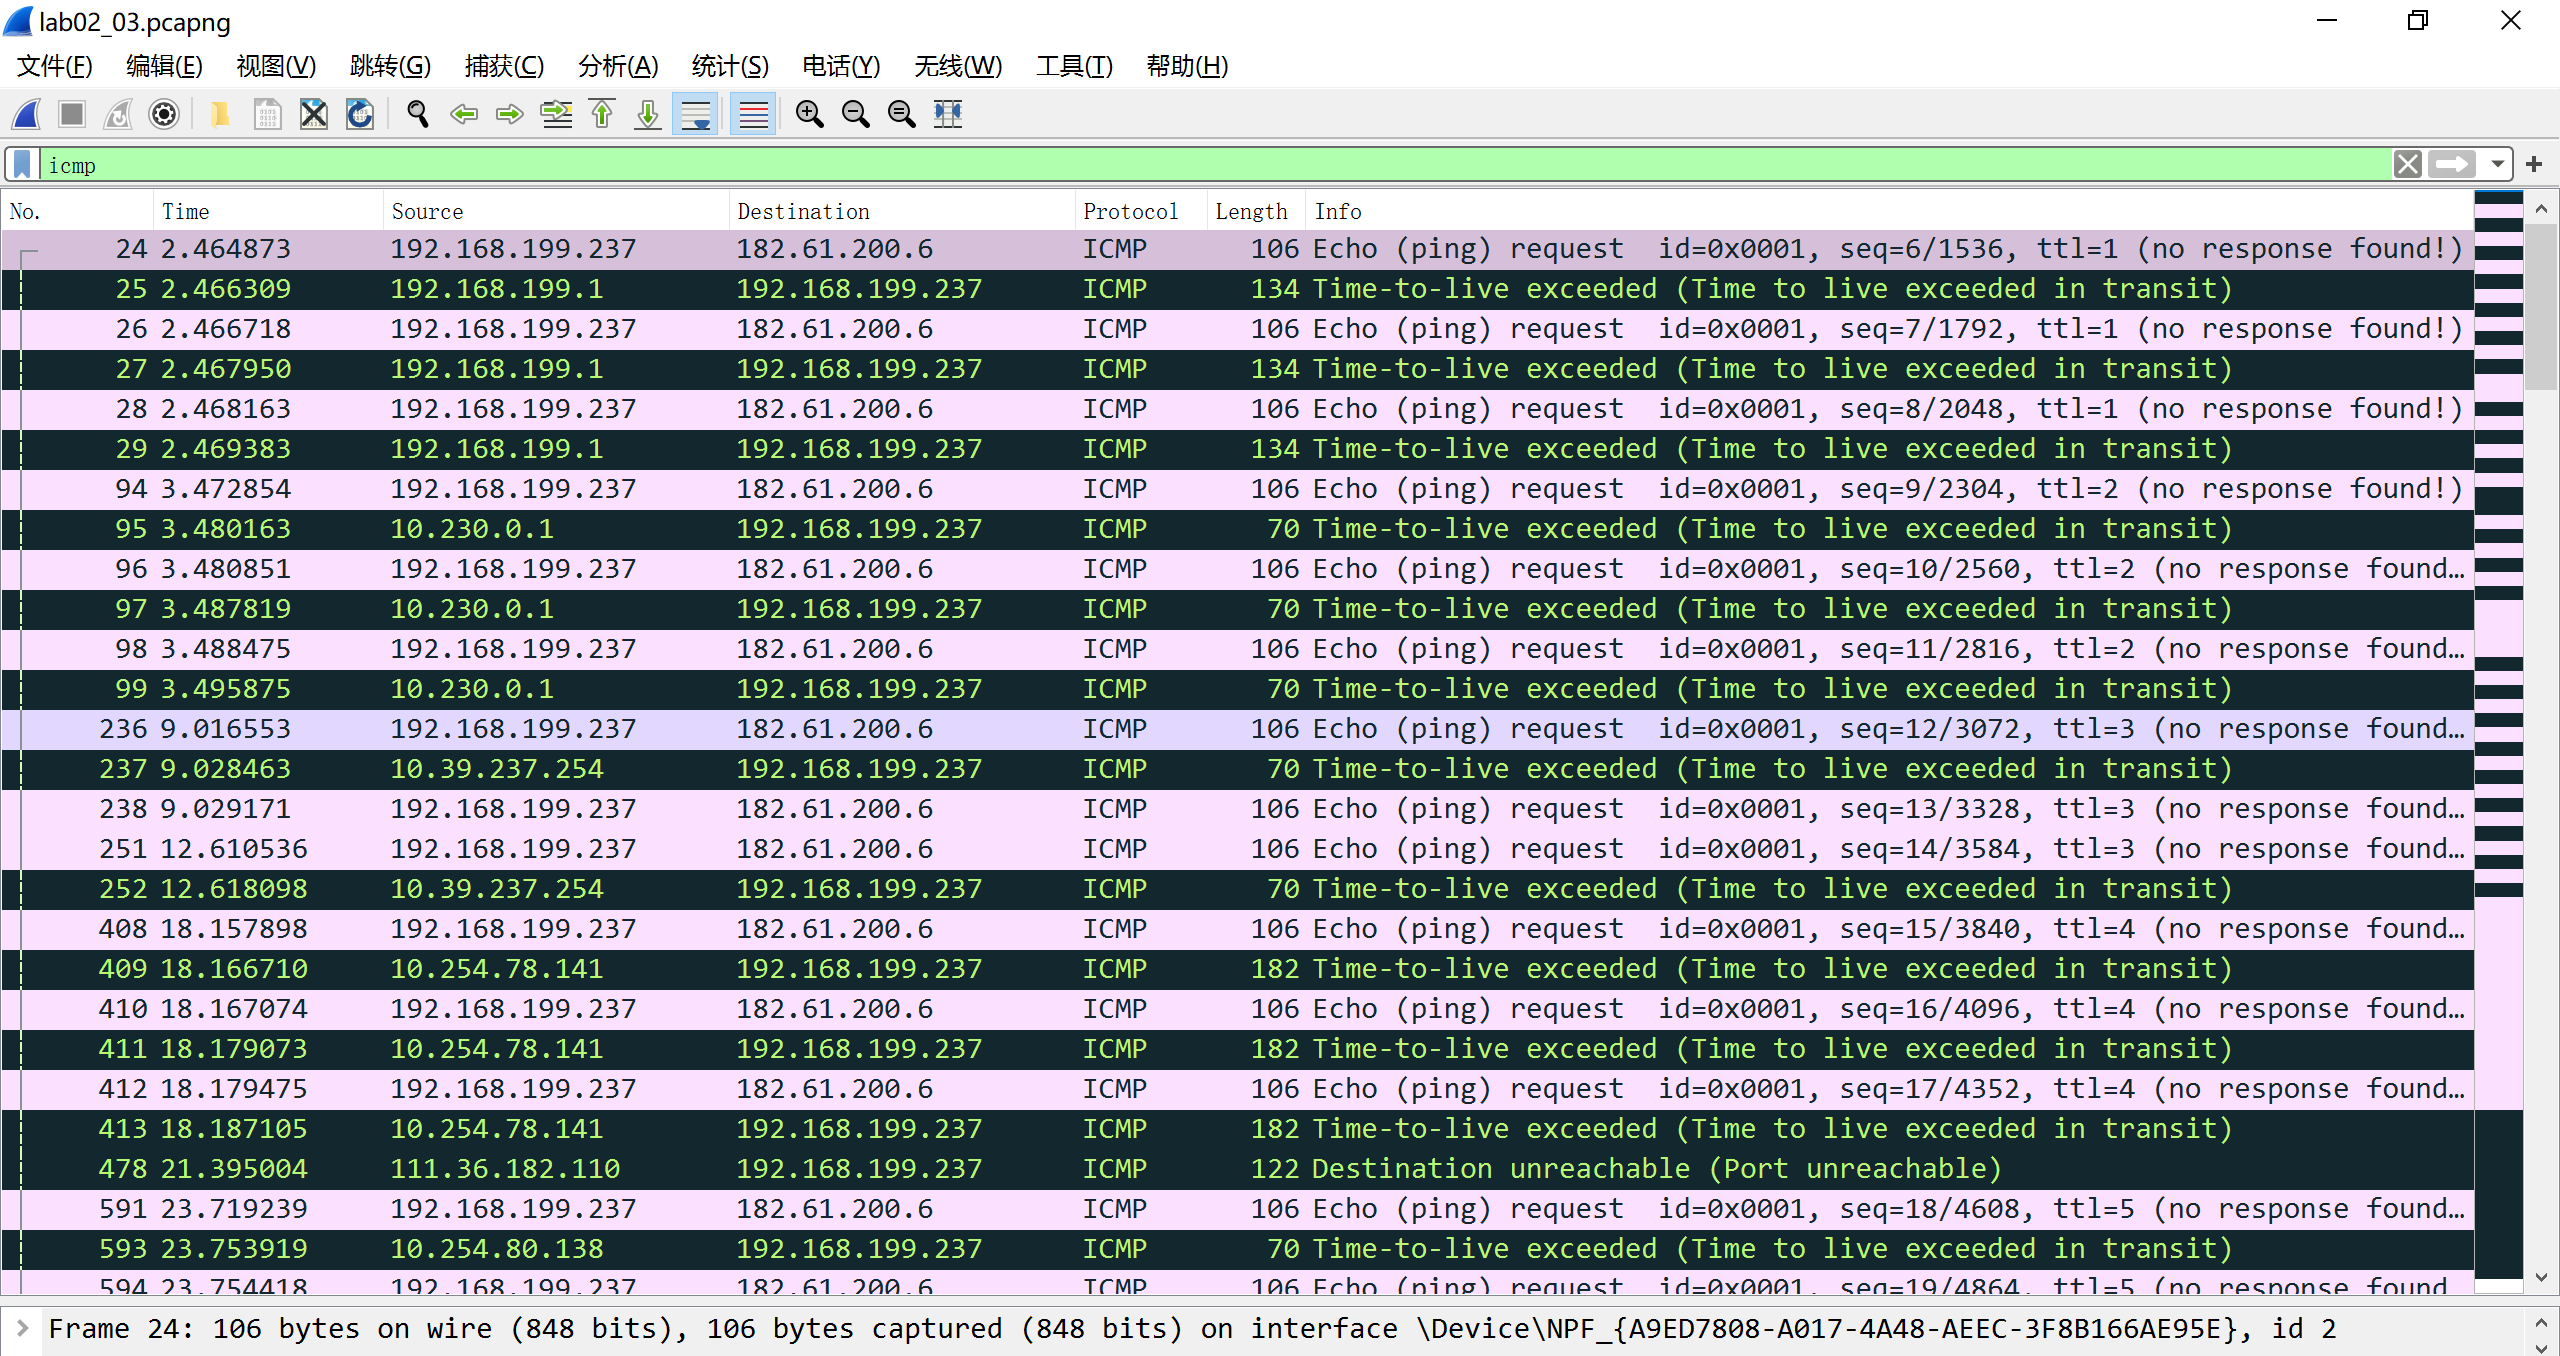 lab02_03.pcapng
文件(F) 编辑(E) 视图(V) 跳转(G) 捕获(C) 分析(A) 统计(S) 电话(Y) 无线(W) 工具(T) 帮助(H)
icmp
No. Time Source Destination Protocol Length Info
24 2.464873 192.168.199.237 182.61.200.6 ICMP 106 Echo (ping) request id=0x0001, seq=6/1536, ttl=1 (no response found!)
25 2.466309 192.168.199.1 192.168.199.237 ICMP 134 Time-to-live exceeded (Time to live exceeded in transit)
26 2.466718 192.168.199.237 182.61.200.6 ICMP 106 Echo (ping) request id=0x0001, seq=7/1792, ttl=1 (no response found!)
27 2.467950 192.168.199.1 192.168.199.237 ICMP 134 Time-to-live exceeded (Time to live exceeded in transit)
28 2.468163 192.168.199.237 182.61.200.6 ICMP 106 Echo (ping) request id=0x0001, seq=8/2048, ttl=1 (no response found!)
29 2.469383 192.168.199.1 192.168.199.237 ICMP 134 Time-to-live exceeded (Time to live exceeded in transit)
94 3.472854 192.168.199.237 182.61.200.6 ICMP 106 Echo (ping) request id=0x0001, seq=9/2304, ttl=2 (no response found!)
95 3.480163 10.230.0.1 192.168.199.237 ICMP 70 Time-to-live exceeded (Time to live exceeded in transit)
96 3.480851 192.168.199.237 182.61.200.6 ICMP 106 Echo (ping) request id=0x0001, seq=10/2560, ttl=2 (no response found…
97 3.487819 10.230.0.1 192.168.199.237 ICMP 70 Time-to-live exceeded (Time to live exceeded in transit)
98 3.488475 192.168.199.237 182.61.200.6 ICMP 106 Echo (ping) request id=0x0001, seq=11/2816, ttl=2 (no response found…
99 3.495875 10.230.0.1 192.168.199.237 ICMP 70 Time-to-live exceeded (Time to live exceeded in transit)
236 9.016553 192.168.199.237 182.61.200.6 ICMP 106 Echo (ping) request id=0x0001, seq=12/3072, ttl=3 (no response found…
237 9.028463 10.39.237.254 192.168.199.237 ICMP 70 Time-to-live exceeded (Time to live exceeded in transit)
238 9.029171 192.168.199.237 182.61.200.6 ICMP 106 Echo (ping) request id=0x0001, seq=13/3328, ttl=3 (no response found…
251 12.610536 192.168.199.237 182.61.200.6 ICMP 106 Echo (ping) request id=0x0001, seq=14/3584, ttl=3 (no response found…
252 12.618098 10.39.237.254 192.168.199.237 ICMP 70 Time-to-live exceeded (Time to live exceeded in transit)
408 18.157898 192.168.199.237 182.61.200.6 ICMP 106 Echo (ping) request id=0x0001, seq=15/3840, ttl=4 (no response found…
409 18.166710 10.254.78.141 192.168.199.237 ICMP 182 Time-to-live exceeded (Time to live exceeded in transit)
410 18.167074 192.168.199.237 182.61.200.6 ICMP 106 Echo (ping) request id=0x0001, seq=16/4096, ttl=4 (no response found…
411 18.179073 10.254.78.141 192.168.199.237 ICMP 182 Time-to-live exceeded (Time to live exceeded in transit)
412 18.179475 192.168.199.237 182.61.200.6 ICMP 106 Echo (ping) request id=0x0001, seq=17/4352, ttl=4 (no response found…
413 18.187105 10.254.78.141 192.168.199.237 ICMP 182 Time-to-live exceeded (Time to live exceeded in transit)
478 21.395004 111.36.182.110 192.168.199.237 ICMP 122 Destination unreachable (Port unreachable)
591 23.719239 192.168.199.237 182.61.200.6 ICMP 106 Echo (ping) request id=0x0001, seq=18/4608, ttl=5 (no response found…
593 23.753919 10.254.80.138 192.168.199.237 ICMP 70 Time-to-live exceeded (Time to live exceeded in transit)
594 23.754418 192.168.199.237 182.61.200.6 ICMP 106 Echo (ping) request id=0x0001, seq=19/4864, ttl=5 (no response found
Frame 24: 106 bytes on wire (848 bits), 106 bytes captured (848 bits) on interface \Device\NPF_{A9ED7808-A017-4A48-AEEC-3F8B166AE95E}, id 2